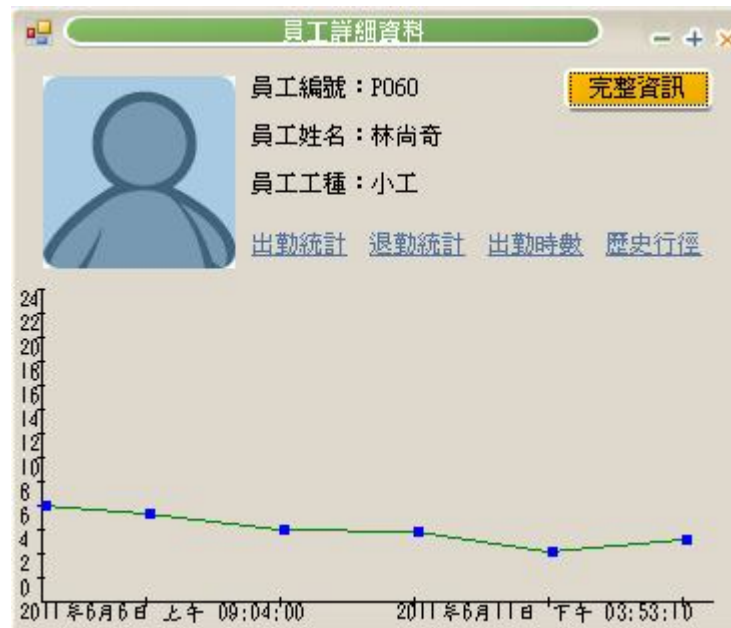 員工詳細資料
員工編號：P060
完整資訊
員工姓名：林尚奇
員工工種：小工
出勤統計 退勤統計 出勤時數 歷史行徑
24
22
20
18
16
14
12
10
8
6
4
2
0
2011年6月6日 上午 09:04:00 2011年6月11日 下午 03:53:10